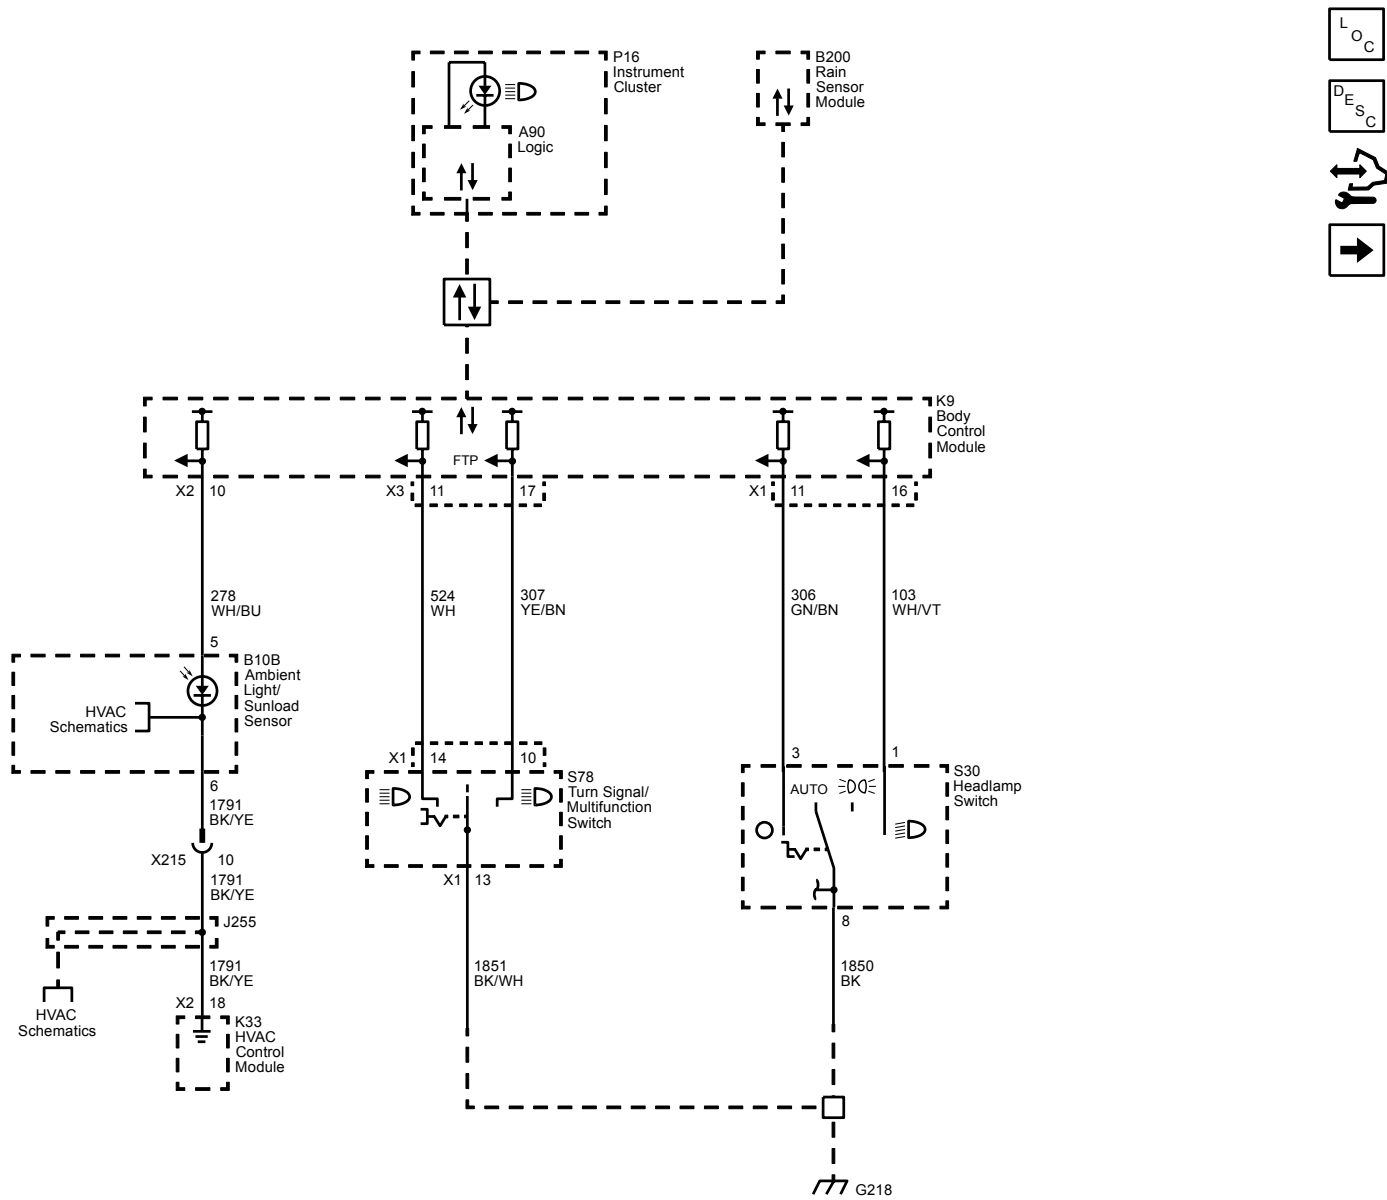 L
O
C
D
E
S
C
P16
Instrument
Cluster
A90
Logic
B200
Rain
Sensor
Module
K9
Body
Control
Module
FTP
X2 10
X3 11
17
X1 11
16
278
WH/BU
524
WH
307
YE/BN
306
GN/BN
103
WH/VT
5
B10B
Ambient
Light/
Sunload
Sensor
HVAC
Schematics
6
1791
BK/YE
X215 10
1791
BK/YE
J255
1791
BK/YE
HVAC
Schematics
X2 18
K33
HVAC
Control
Module
X1 14
10
S78
Turn Signal/
Multifunction
Switch
X1 13
1851
BK/WH
3
1
S30
Headlamp
Switch
AUTO
8
1850
BK
G218